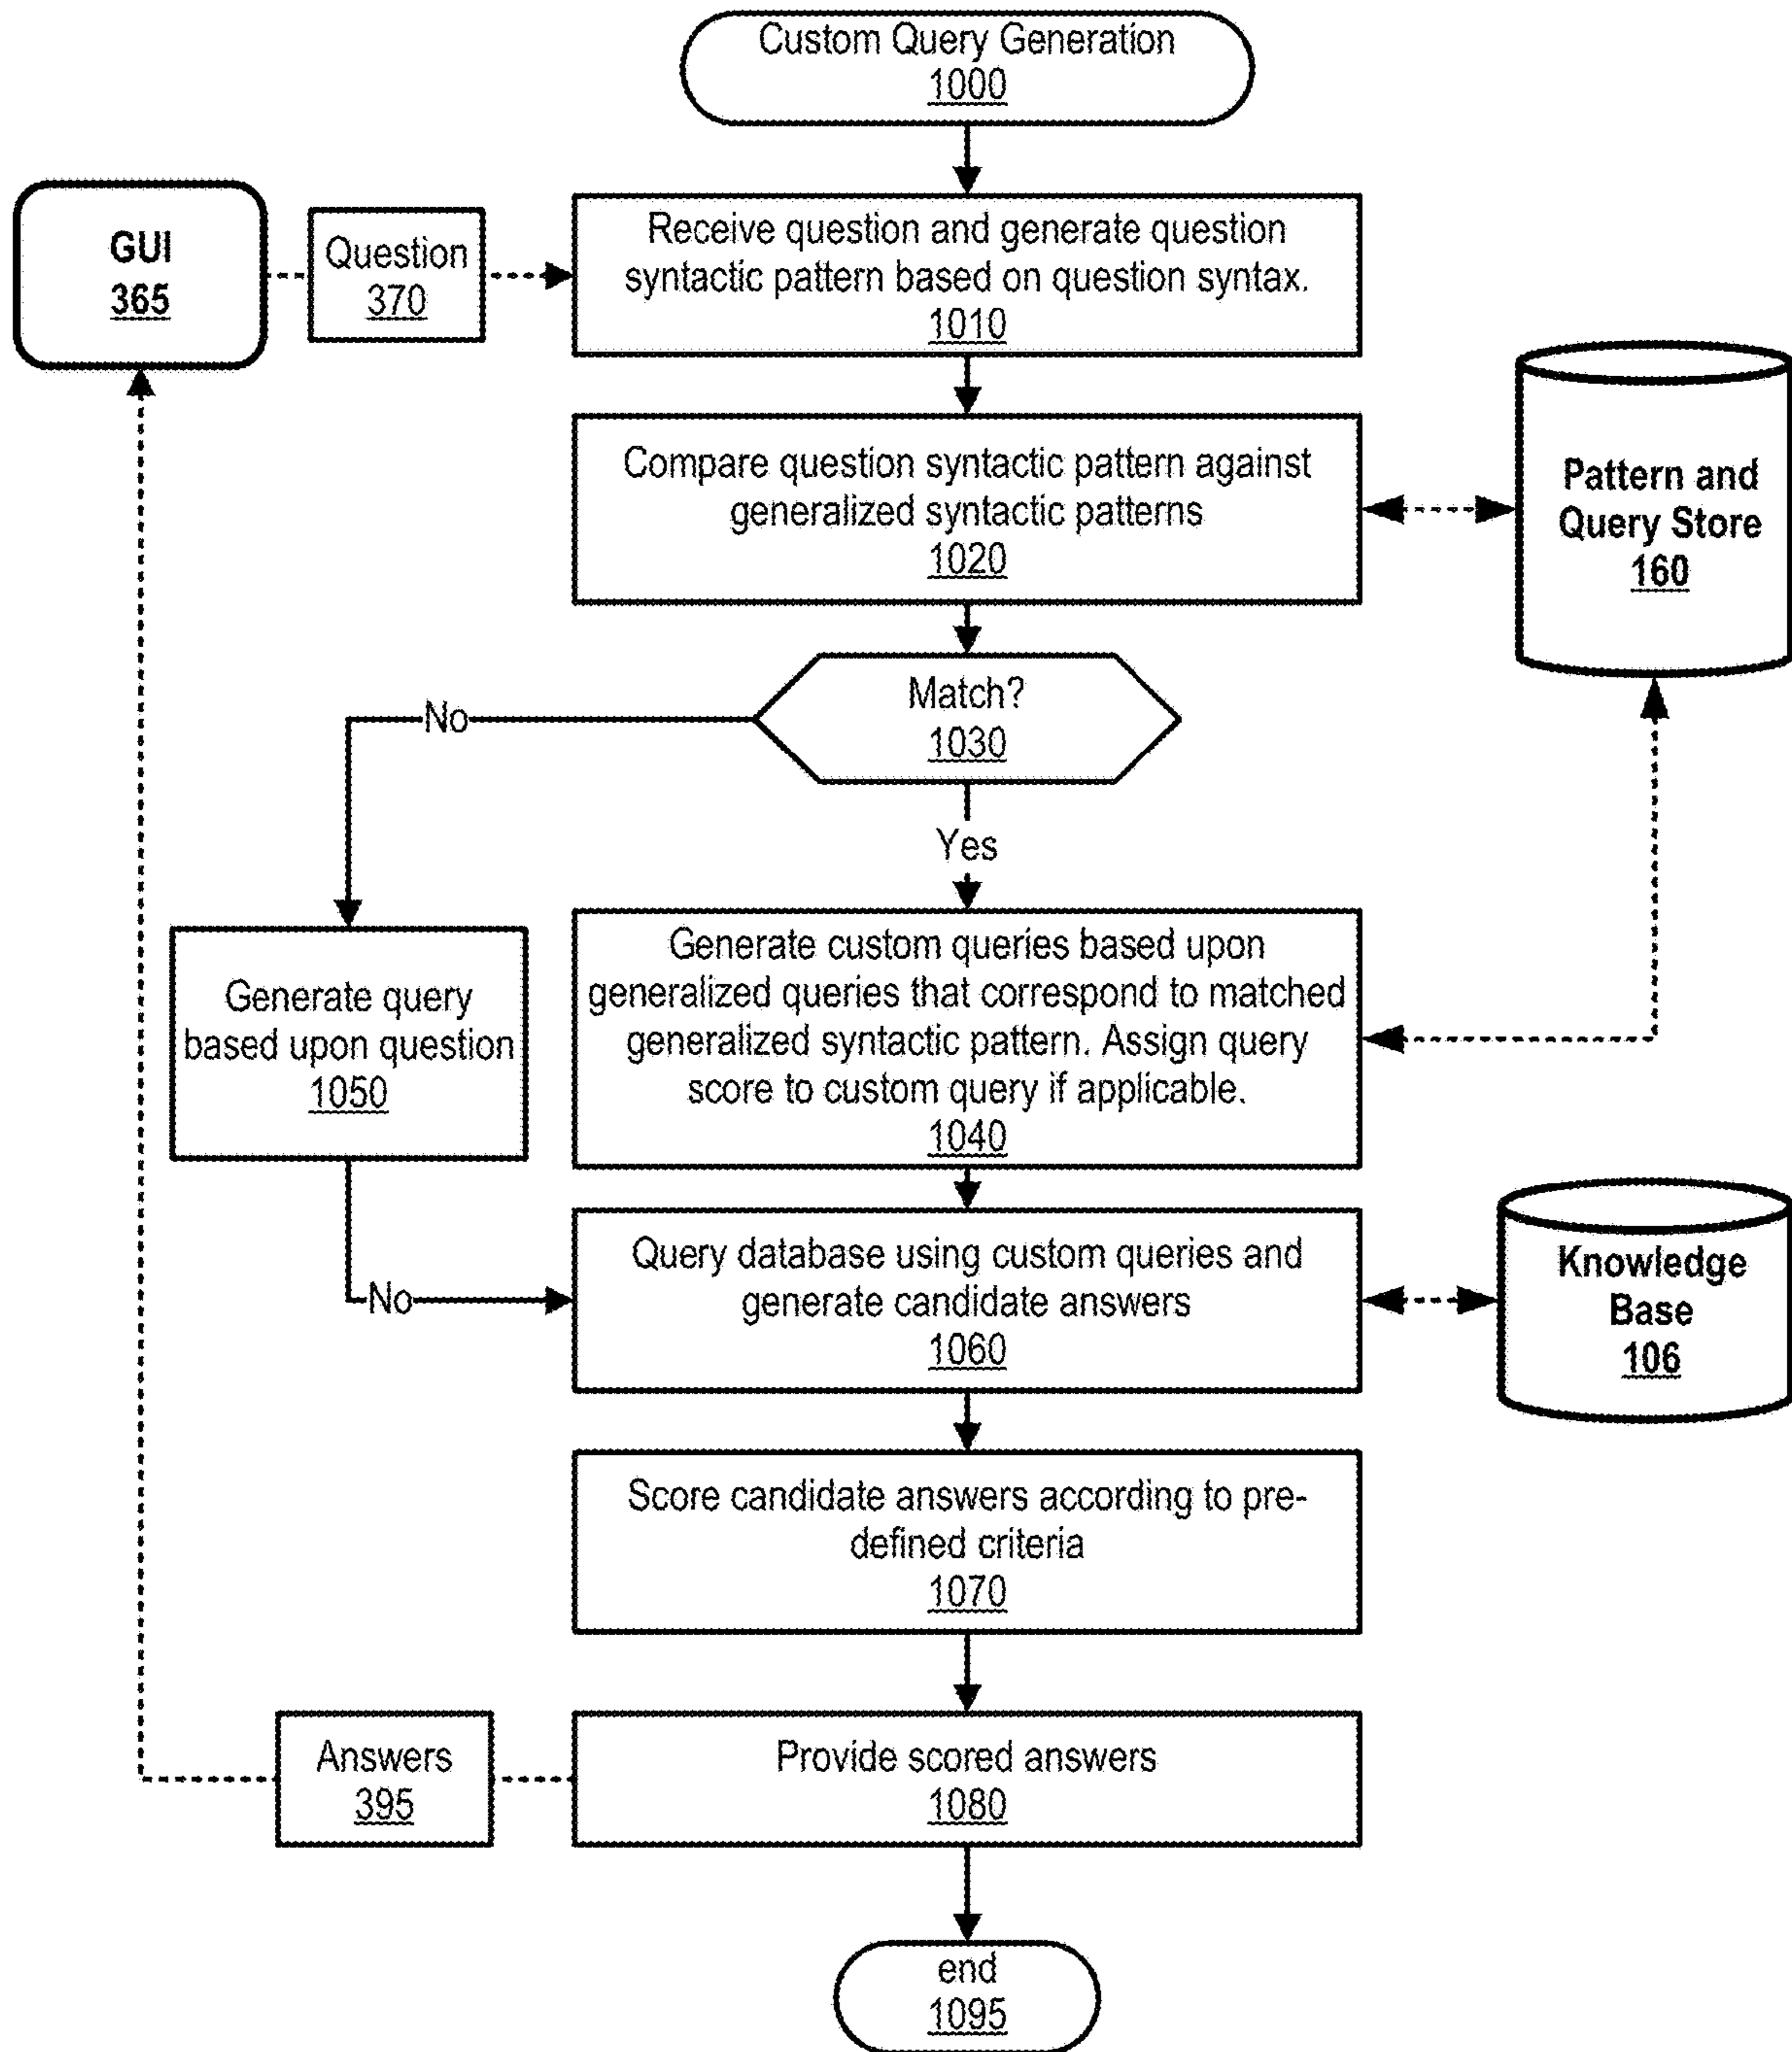 Custom Query Generation
1000
GUI
365
Question
370
Receive question and generate question
syntactic pattern based on question syntax.
1010
Compare question syntactic pattern against
generalized syntactic patterns
1020
Pattern and
Query Store
160
Match?
1030
No
Yes
Generate query
based upon question
1050
Generate custom queries based upon
generalized queries that correspond to matched
generalized syntactic pattern. Assign query
score to custom query if applicable.
1040
No
Query database using custom queries and
generate candidate answers
1060
Knowledge
Base
106
Score candidate answers according to pre-
defined criteria
1070
Answers
395
Provide scored answers
1080
end
1095